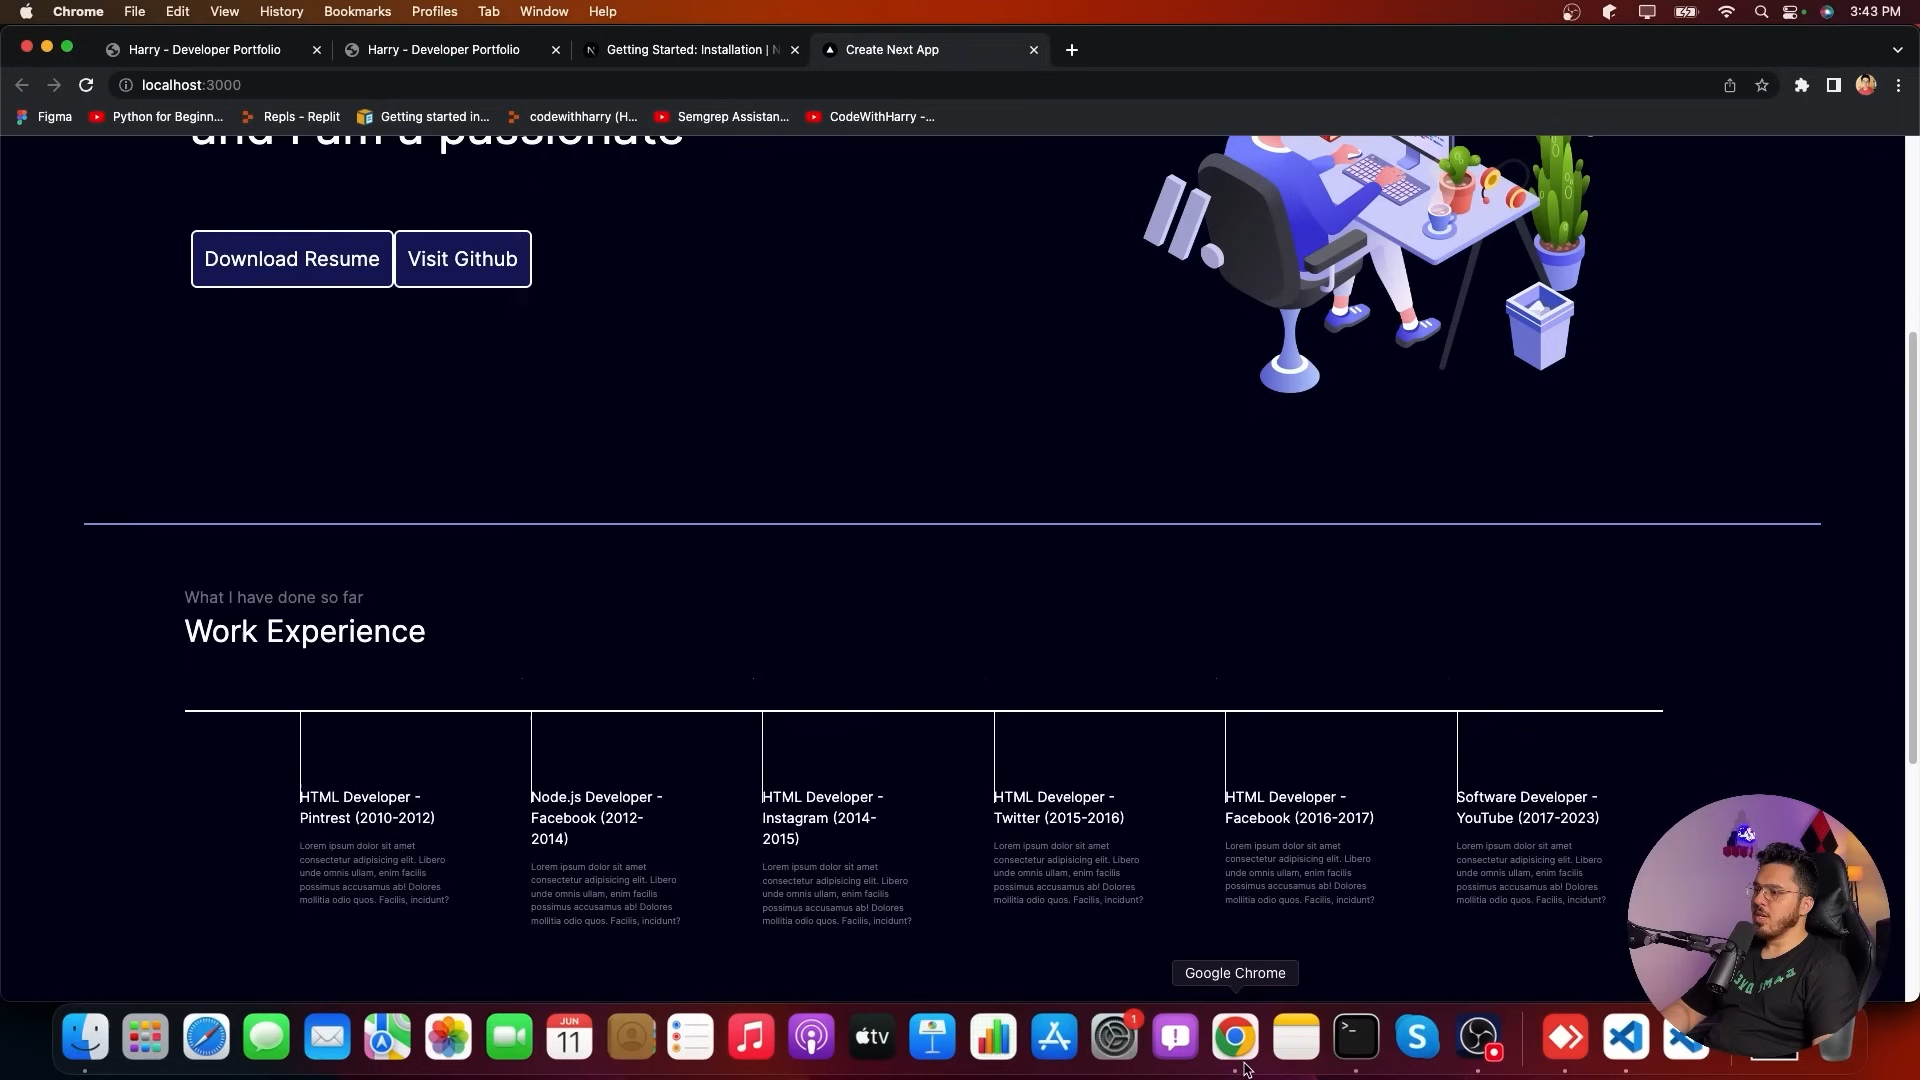 Chrome File Edit View History Bookmarks Profiles Tab Window Help 3:43 PM
Harry - Developer Portfolio Harry - Developer Portfolio Getting Started: Installation | N Create Next App
localhost:3000
Figma Python for Beginn... Repls - Replit Getting started in... codewithharry (H... Semgrep Assistan... CodeWithHarry -...
and I am a passionate
Download Resume Visit Github
What I have done so far
Work Experience
HTML Developer -
Pintrest (2010-2012)
Lorem ipsum dolor sit amet
consectetur adipisicing elit. Libero
unde omnis ullam, enim facilis
possimus accusamus ab! Dolores
mollitia odio quos. Facilis, incidunt?
Node.js Developer -
Facebook (2012-
2014)
Lorem ipsum dolor sit amet
consectetur adipisicing elit. Libero
unde omnis ullam, enim facilis
possimus accusamus ab! Dolores
mollitia odio quos. Facilis, incidunt?
HTML Developer -
Instagram (2014-
2015)
Lorem ipsum dolor sit amet
consectetur adipisicing elit. Libero
unde omnis ullam, enim facilis
possimus accusamus ab! Dolores
mollitia odio quos. Facilis, incidunt?
HTML Developer -
Twitter (2015-2016)
Lorem ipsum dolor sit amet
consectetur adipisicing elit. Libero
unde omnis ullam, enim facilis
possimus accusamus ab! Dolores
mollitia odio quos. Facilis, incidunt?
HTML Developer -
Facebook (2016-2017)
Lorem ipsum dolor sit amet
consectetur adipisicing elit. Libero
unde omnis ullam, enim facilis
possimus accusamus ab! Dolores
mollitia odio quos. Facilis, incidunt?
Software Developer -
YouTube (2017-2023)
Lorem ipsum dolor sit amet
consectetur adipisicing elit. Libero
unde omnis ullam, enim facilis
possimus accusamus ab! Dolores
mollitia odio quos. Facilis, incidunt?
Google Chrome
JUN
11
tv
1